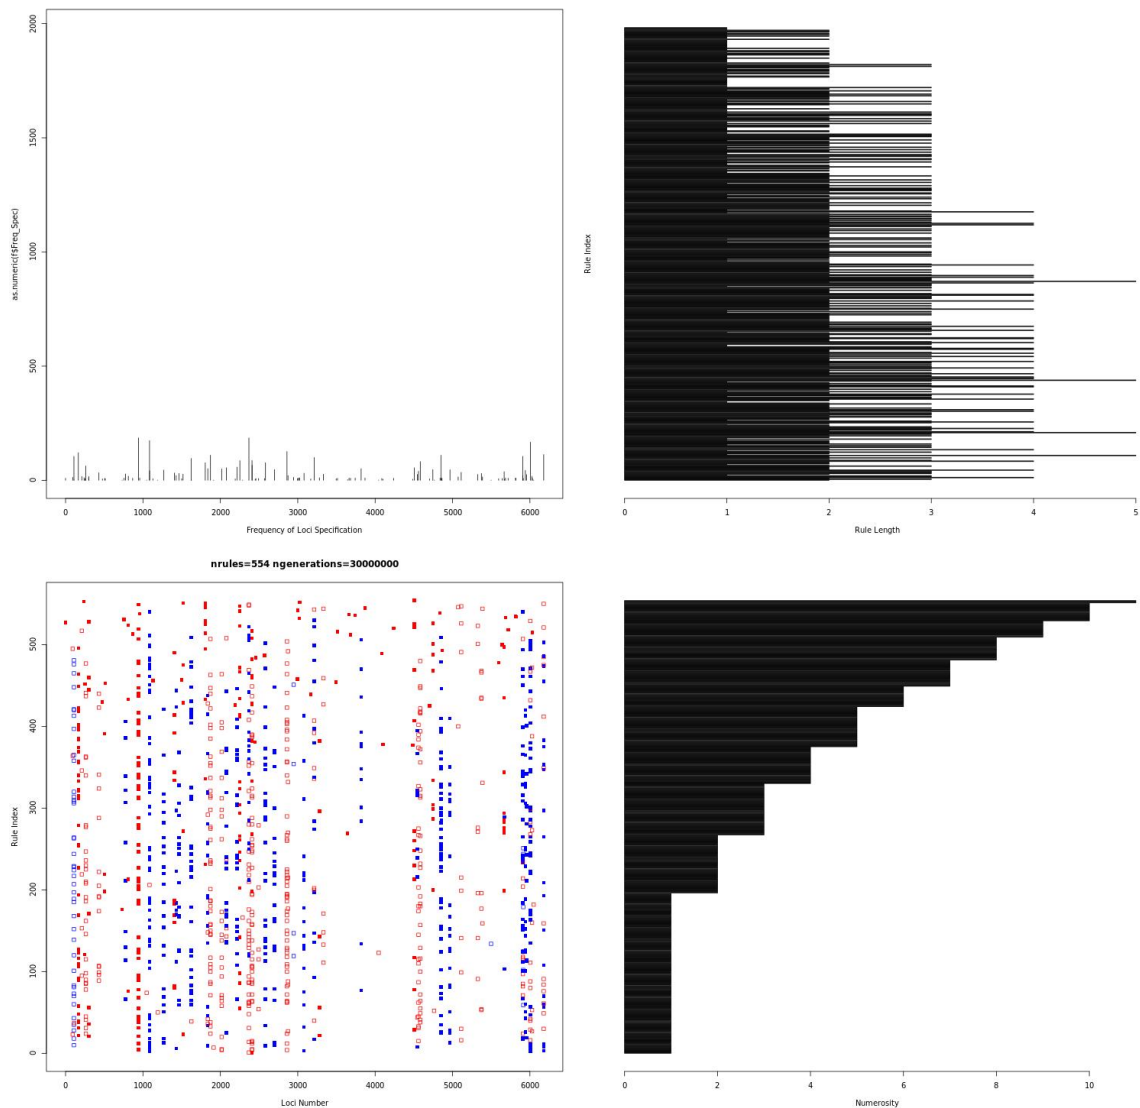 2000
1500
1000
500
0
as.numeric(f$Freq_Spec)
0 1000 2000 3000 4000 5000 6000
Frequency of Loci Specification
Rule Index
0 1 2 3 4 5
Rule Length
nrules=554 ngenerations=30000000
500
400
300
200
100
0
Rule Index
0 1000 2000 3000 4000 5000 6000
Loci Number
0 2 4 6 8 10
Numerosity